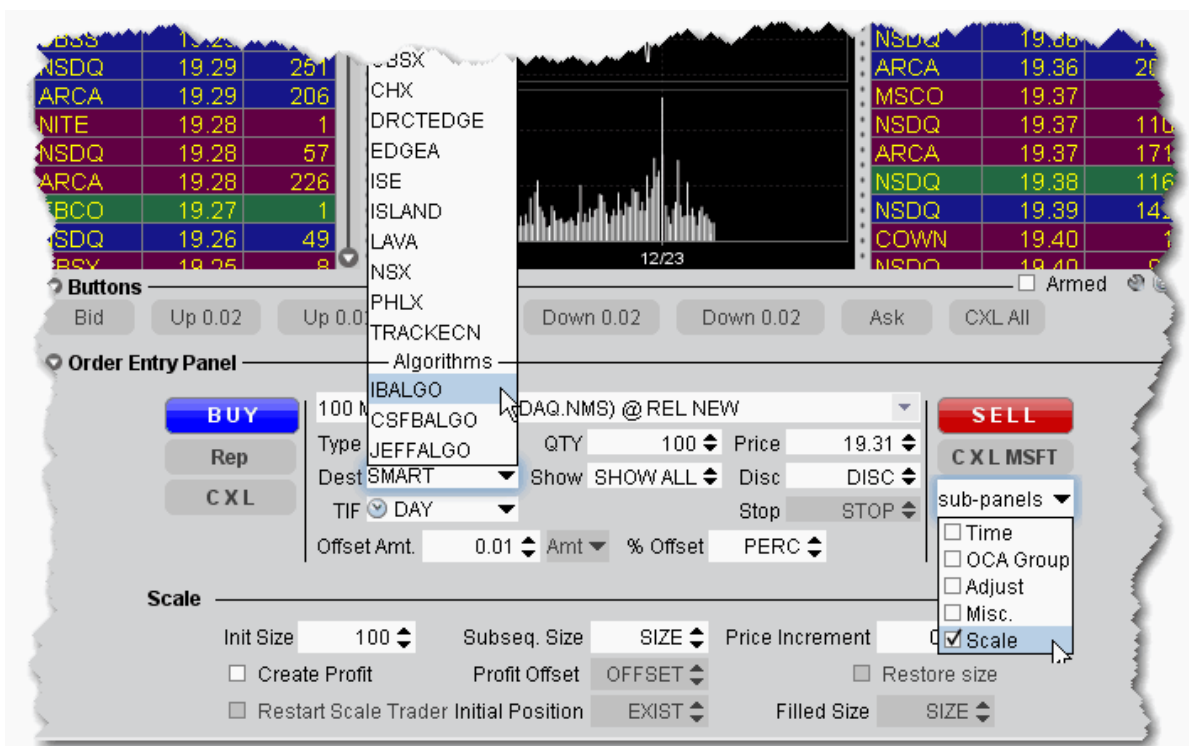 NSDQ 19.29 251
ARCA 19.29 206
NITE 19.28 1
NSDQ 19.28 57
ARCA 19.28 226
19.27 1
19.26 49
19.25 8
CHX
DRCTEDGE
EDGEA
ISE
ISLAND
LAVA
NSX
PHLX
TRACKECN
Algorithms
IBALGO
CSFBALGO
JEFFALGO
12/23
NSDQ
ARCA 19.36
MSCO 19.37
NSDQ 19.37
ARCA 19.37 171
NSDQ 19.38 116
NSDQ 19.39
COWN 19.40
NSDQ 19.40
Buttons Armed
Bid Up 0.02 Down 0.02 Down 0.02 Ask CXL All
Order Entry Panel
BUY 100 @ REL NEW SELL
Rep Type QTY 100 Price 19.31 CXL MSFT
CXL Dest SMART Show SHOW ALL Disc DISC
TIF DAY Stop STOP
Offset Amt. 0.01 Amt % Offset PERC
sub-panels
Time
OCA Group
Adjust
Misc.
Scale
Scale
Init Size 100 Subseq. Size SIZE Price Increment
Create Profit Profit Offset OFFSET Restore size
Restart Scale Trader Initial Position EXIST Filled Size SIZE